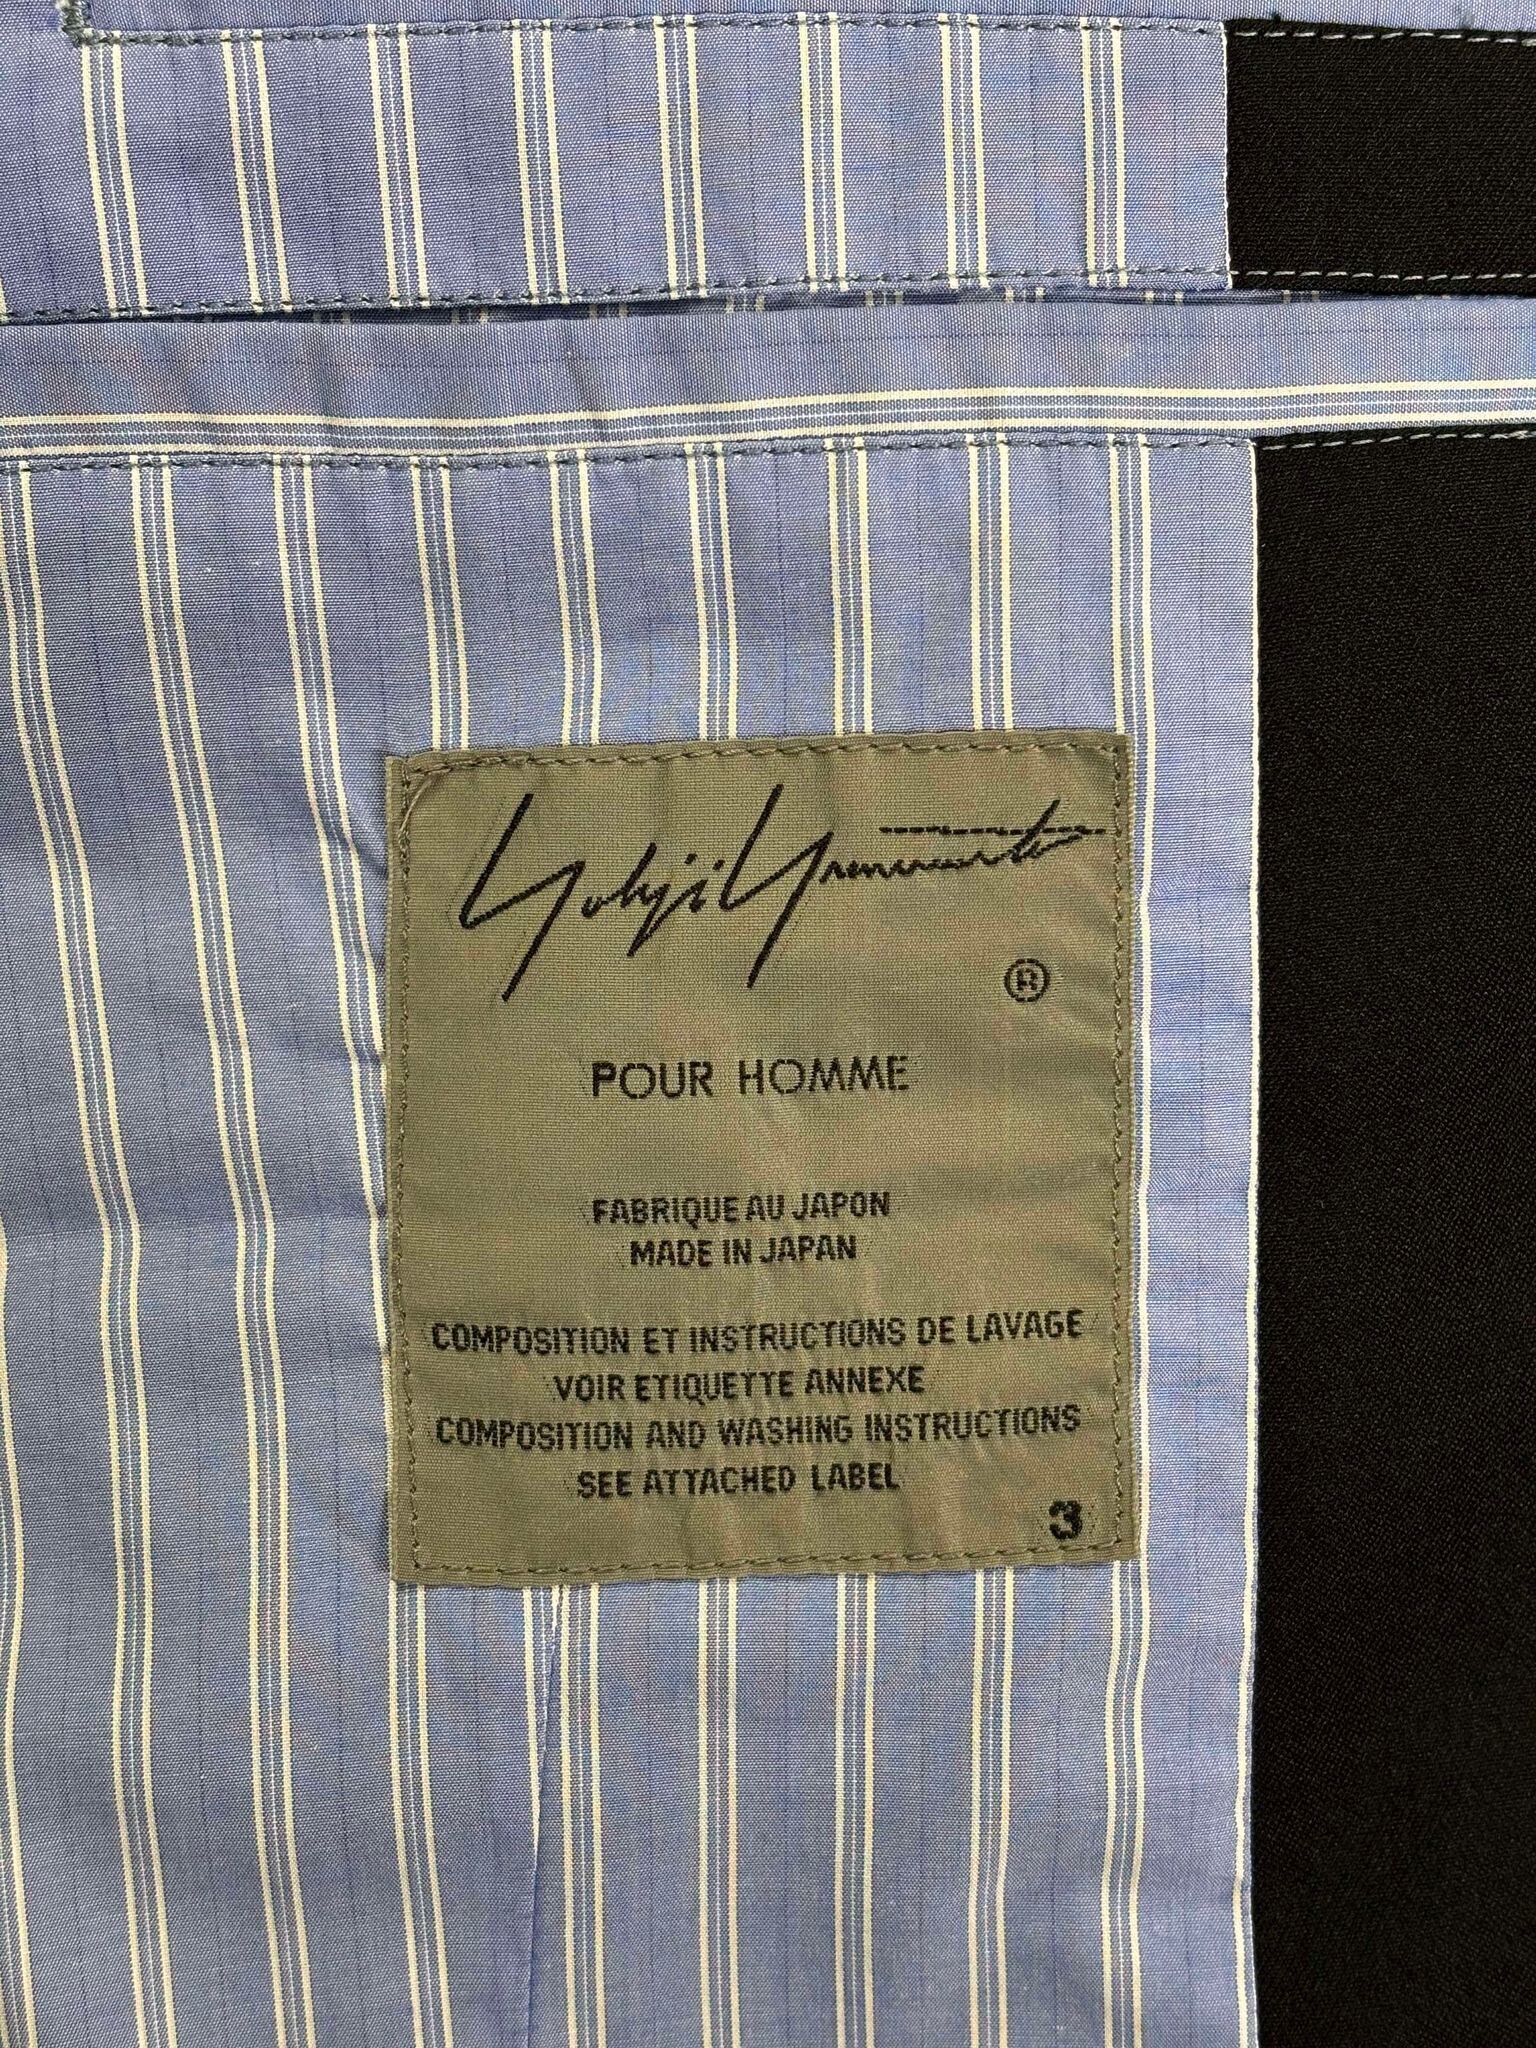 Yohji Yamamoto
®
POUR HOMME
FABRIQUE AU JAPON
MADE IN JAPAN
COMPOSITION ET INSTRUCTIONS DE LAVAGE
VOIR ETIQUETTE ANNEXE
COMPOSITION AND WASHING INSTRUCTIONS
SEE ATTACHED LABEL
3